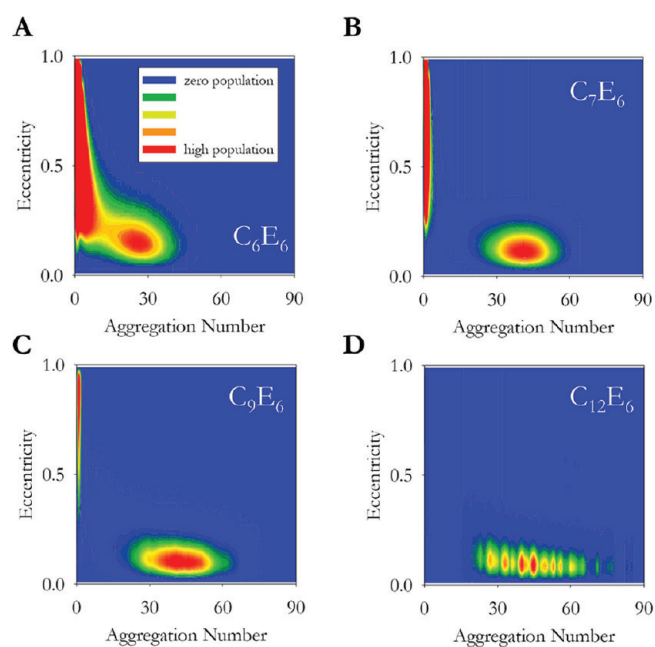 A
1.0
Eccentricity
0.5
0.0
zero population
high population
C₆E₆
0
30
60
90
Aggregation Number
B
1.0
Eccentricity
0.5
0.0
C₇E₆
0
30
60
90
Aggregation Number
C
1.0
Eccentricity
0.5
0.0
C₉E₆
0
30
60
90
Aggregation Number
D
1.0
Eccentricity
0.5
0.0
C₁₂E₆
0
30
60
90
Aggregation Number